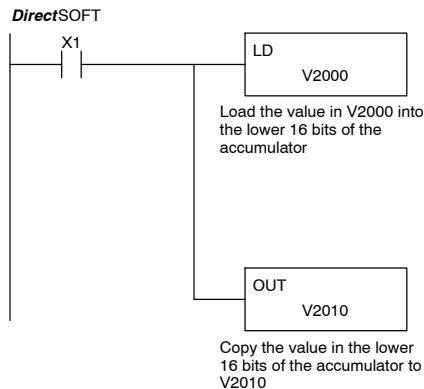 DirectSOFT
X1
LD
V2000
Load the value in V2000 into
the lower 16 bits of the
accumulator
OUT
V2010
Copy the value in the lower
16 bits of the accumulator to
V2010